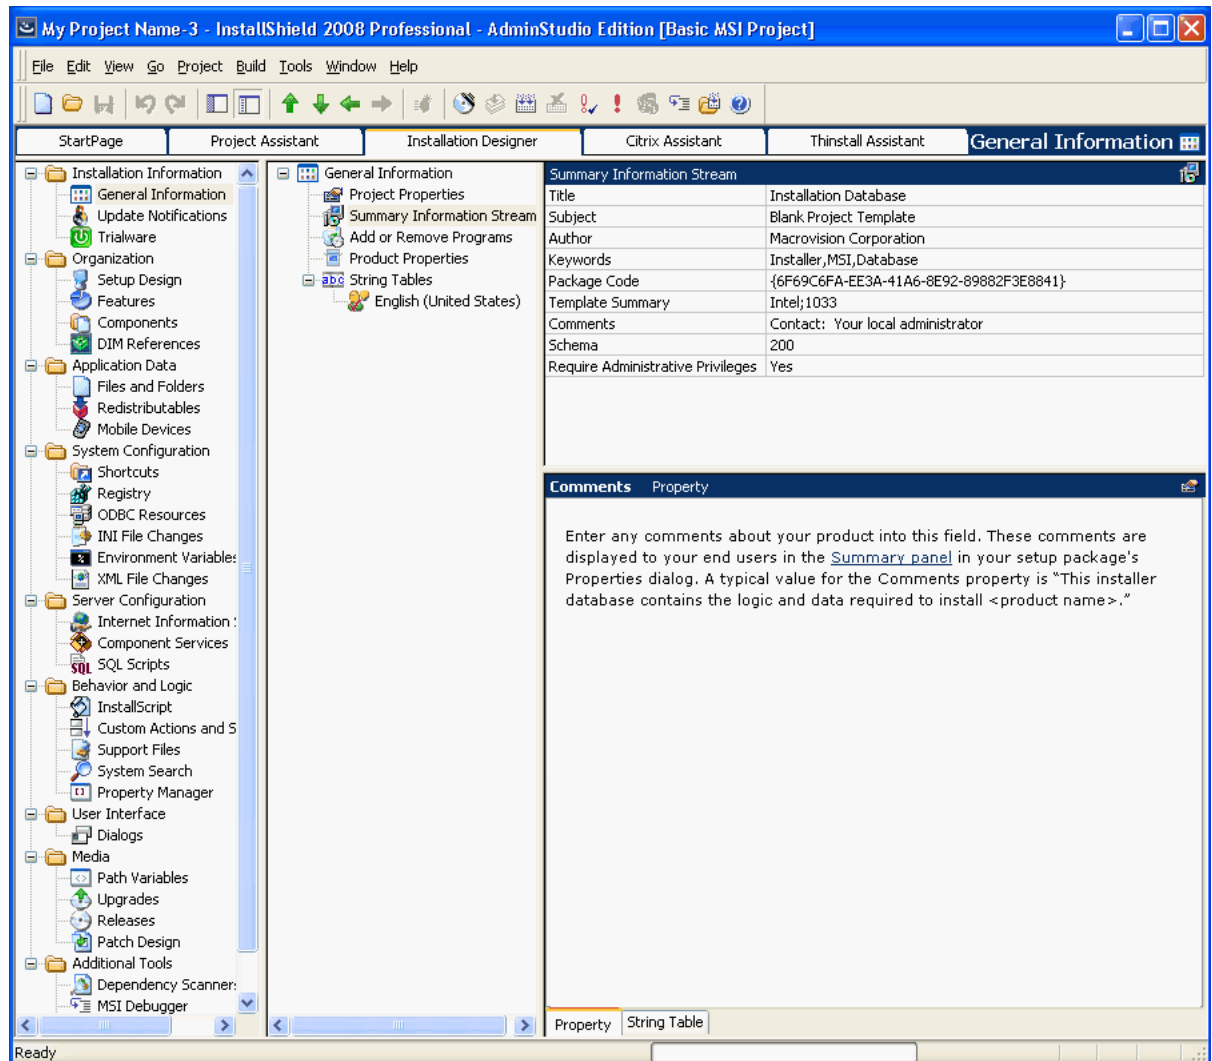 My Project Name-3 - InstallShield 2008 Professional - AdminStudio Edition [Basic MSI Project]
File Edit View Go Project Build Tools Window Help
StartPage Project Assistant Installation Designer Citrix Assistant Thinstall Assistant General Information
Installation Information
General Information
Update Notifications
Trialware
Organization
Setup Design
Features
Components
DIM References
Application Data
Files and Folders
Redistributables
Mobile Devices
System Configuration
Shortcuts
Registry
ODBC Resources
INI File Changes
Environment Variables
XML File Changes
Server Configuration
Internet Information
Component Services
SQL Scripts
Behavior and Logic
InstallScript
Custom Actions and S
Support Files
System Search
Property Manager
User Interface
Dialogs
Media
Path Variables
Upgrades
Releases
Patch Design
Additional Tools
Dependency Scanners
MSI Debugger
General Information
Project Properties
Summary Information Stream
Add or Remove Programs
Product Properties
abc String Tables
English (United States)
Summary Information Stream
Title Installation Database
Subject Blank Project Template
Author Macrovision Corporation
Keywords Installer,MSI,Database
Package Code {6F69C6FA-EE3A-41A6-8E92-89882F3E8841}
Template Summary Intel;1033
Comments Contact: Your local administrator
Schema 200
Require Administrative Privileges Yes
Comments Property
Enter any comments about your product into this field. These comments are
displayed to your end users in the Summary panel in your setup package's
Properties dialog. A typical value for the Comments property is “This installer
database contains the logic and data required to install <product name>.”
Property String Table
Ready